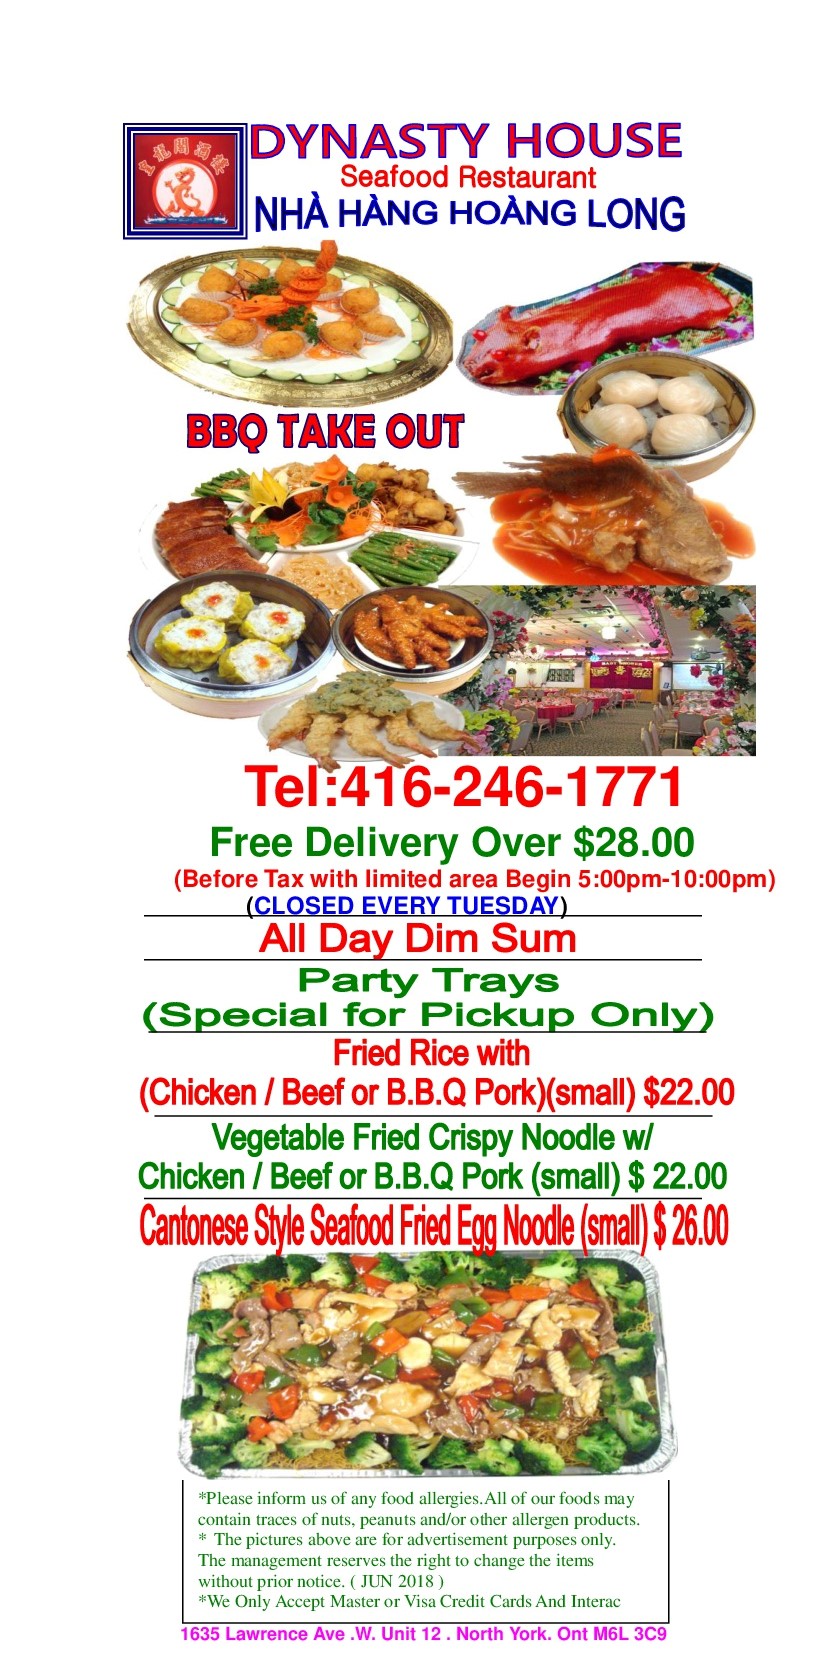 皇龍閣酒樓
DYNASTY HOUSE
Seafood Restaurant
NHÀ HÀNG HOÀNG LONG
BBQ TAKE OUT
BABY SHOWER
Tel:416-246-1771
Free Delivery Over $28.00
(Before Tax with limited area Begin 5:00pm-10:00pm)
(CLOSED EVERY TUESDAY)
All Day Dim Sum
Party Trays
(Special for Pickup Only)
Fried Rice with
(Chicken / Beef or B.B.Q Pork)(small) $22.00
Vegetable Fried Crispy Noodle w/
Chicken / Beef or B.B.Q Pork (small) $ 22.00
Cantonese Style Seafood Fried Egg Noodle (small) $ 26.00
*Please inform us of any food allergies.All of our foods may
contain traces of nuts, peanuts and/or other allergen products.
* The pictures above are for advertisement purposes only.
The management reserves the right to change the items
without prior notice. ( JUN 2018 )
*We Only Accept Master or Visa Credit Cards And Interac
1635 Lawrence Ave .W. Unit 12 . North York. Ont M6L 3C9